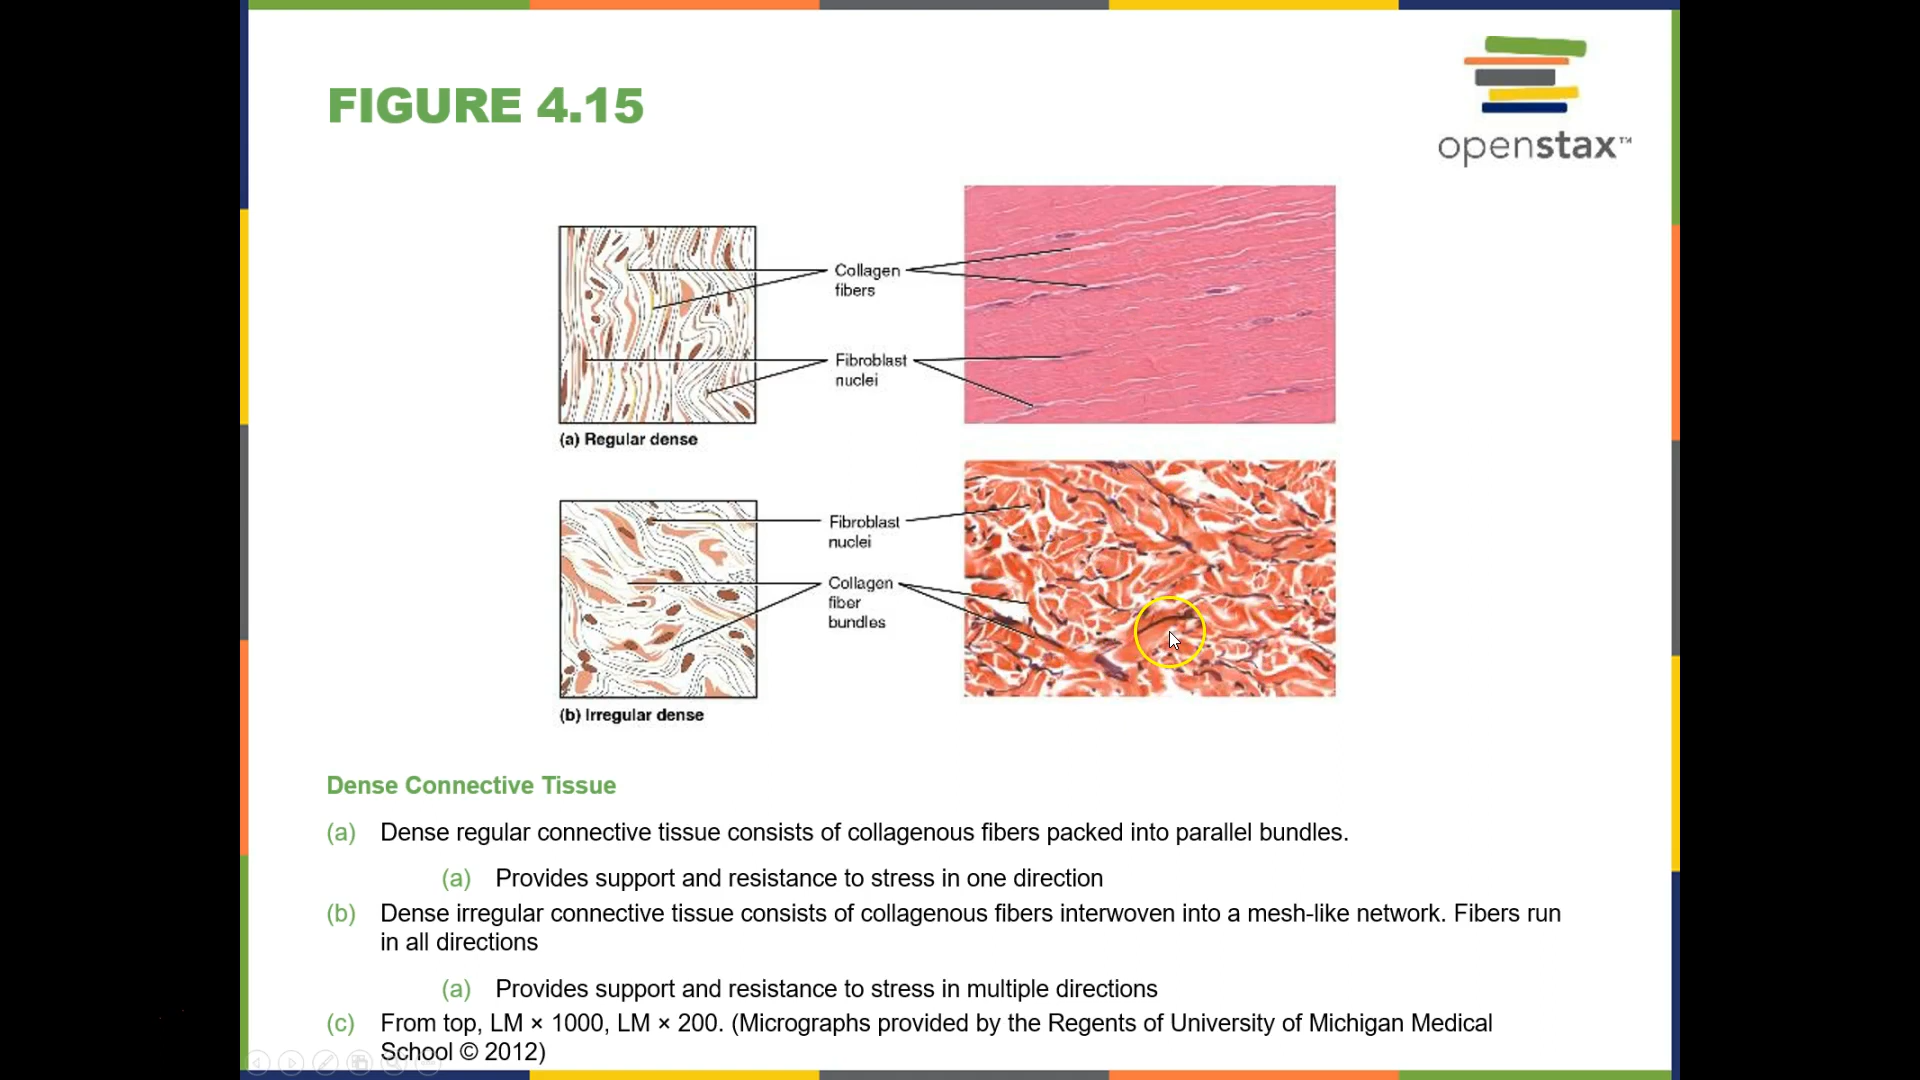 FIGURE 4.15
openstax™
Collagen
fibers
Fibroblast
nuclei
(a) Regular dense
Fibroblast
nuclei
Collagen
fiber
bundles
(b) Irregular dense
Dense Connective Tissue
(a) Dense regular connective tissue consists of collagenous fibers packed into parallel bundles.
(a) Provides support and resistance to stress in one direction
(b) Dense irregular connective tissue consists of collagenous fibers interwoven into a mesh-like network. Fibers run
in all directions
(a) Provides support and resistance to stress in multiple directions
(c) From top, LM × 1000, LM × 200. (Micrographs provided by the Regents of University of Michigan Medical
School © 2012)